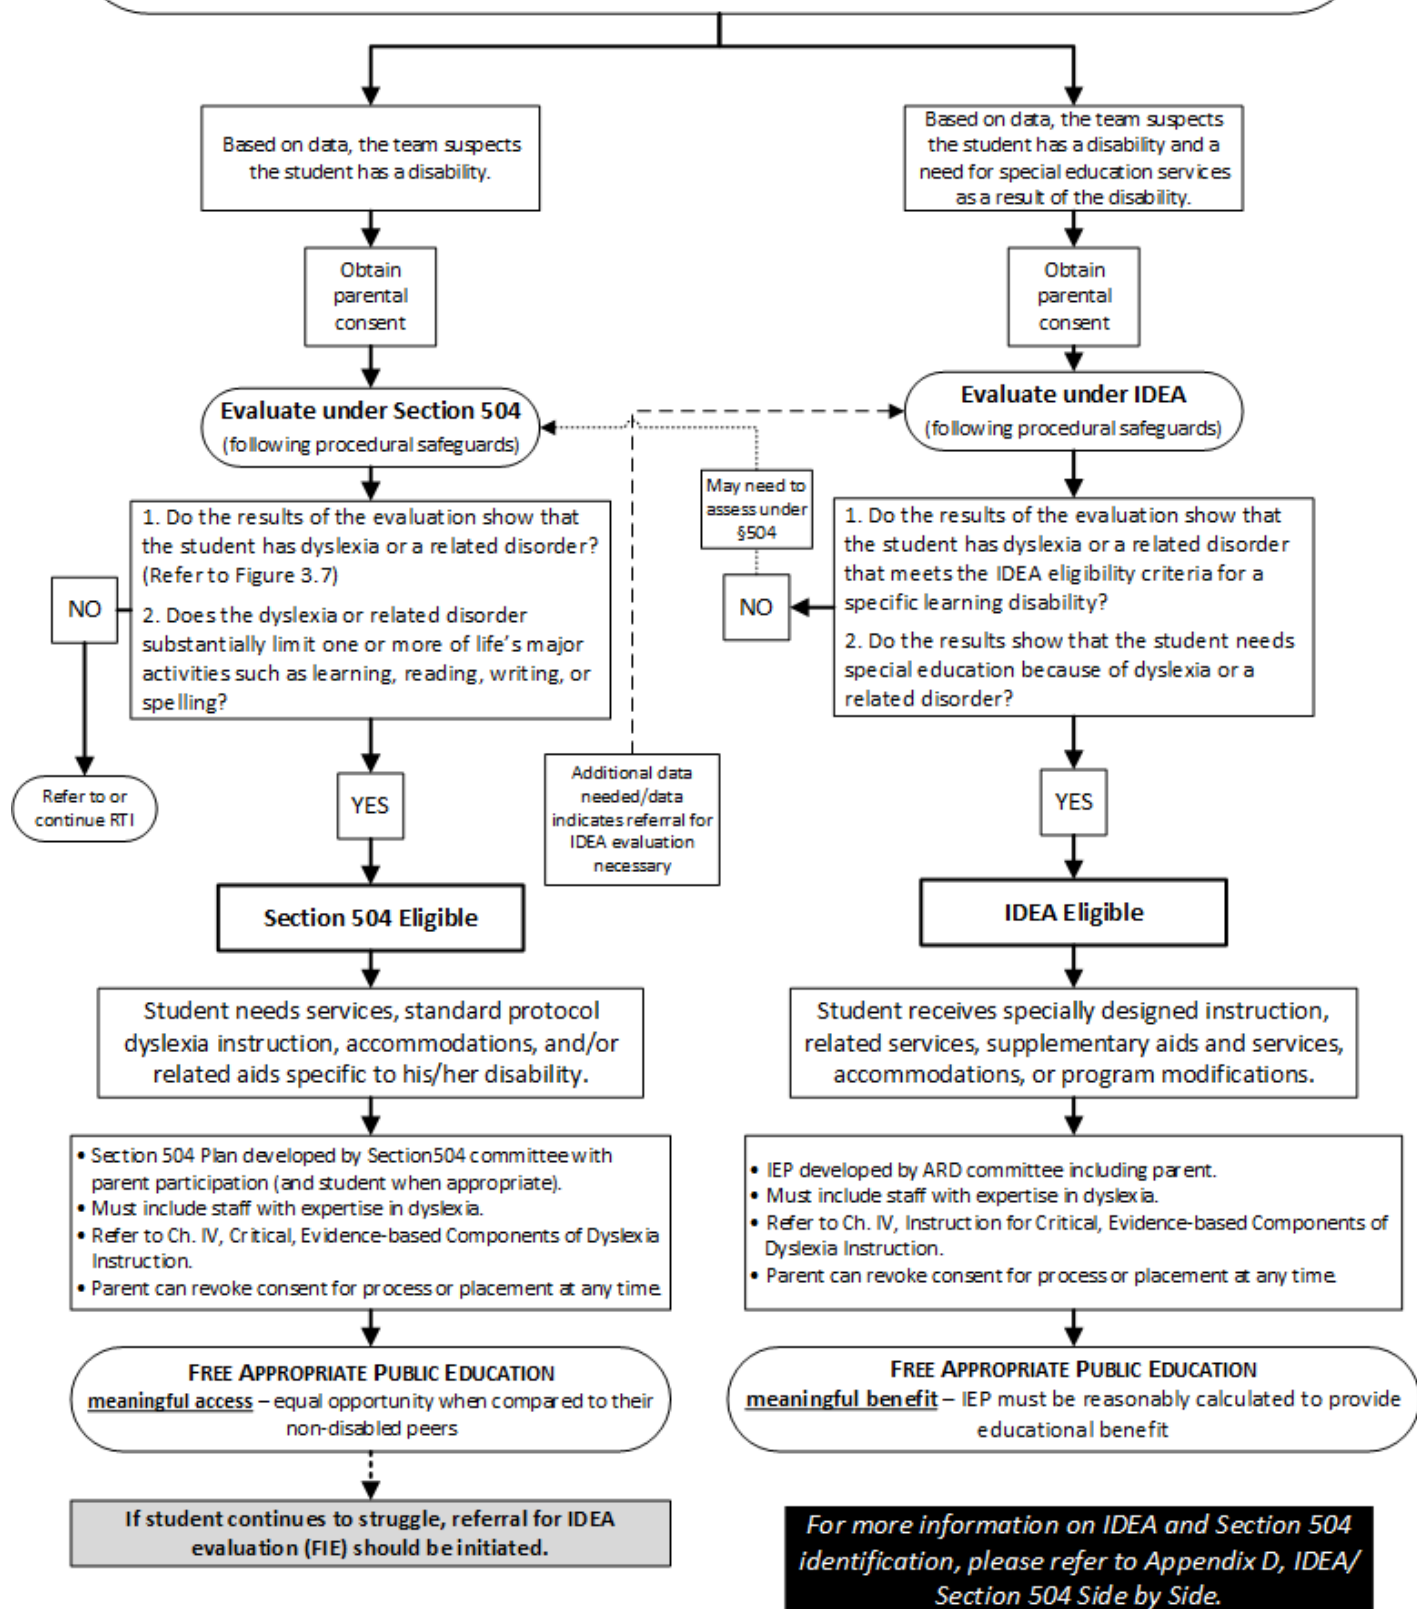 Based on data, the team suspects
the student has a disability.
Based on data, the team suspects
the student has a disability and a
need for special education services
as a result of the disability.
Obtain
parental
consent
Obtain
parental
consent
Evaluate under Section 504
(following procedural safeguards)
Evaluate under IDEA
(following procedural safeguards)
1. Do the results of the evaluation show that
the student has dyslexia or a related disorder?
(Refer to Figure 3.7)
2. Does the dyslexia or related disorder
substantially limit one or more of life's major
activities such as learning, reading, writing, or
spelling?
NO
May need to
assess under
§504
NO
1. Do the results of the evaluation show that
the student has dyslexia or a related disorder
that meets the IDEA eligibility criteria for a
specific learning disability?
2. Do the results show that the student needs
special education because of dyslexia or a
related disorder?
Refer to or
continue RTI
YES
Additional data
needed/data
indicates referral for
IDEA evaluation
necessary
YES
Section 504 Eligible
IDEA Eligible
Student needs services, standard protocol
dyslexia instruction, accommodations, and/or
related aids specific to his/her disability.
Student receives specially designed instruction,
related services, supplementary aids and services,
accommodations, or program modifications.
• Section 504 Plan developed by Section504 committee with
parent participation (and student when appropriate).
• Must include staff with expertise in dyslexia.
• Refer to Ch. IV, Critical, Evidence-based Components of Dyslexia
Instruction.
• Parent can revoke consent for process or placement at any time.
• IEP developed by ARD committee including parent.
• Must include staff with expertise in dyslexia.
• Refer to Ch. IV, Instruction for Critical, Evidence-based Components of
Dyslexia Instruction.
• Parent can revoke consent for process or placement at any time.
FREE APPROPRIATE PUBLIC EDUCATION
meaningful access – equal opportunity when compared to their
non-disabled peers
FREE APPROPRIATE PUBLIC EDUCATION
meaningful benefit – IEP must be reasonably calculated to provide
educational benefit
If student continues to struggle, referral for IDEA
evaluation (FIE) should be initiated.
For more information on IDEA and Section 504
identification, please refer to Appendix D, IDEA/
Section 504 Side by Side.